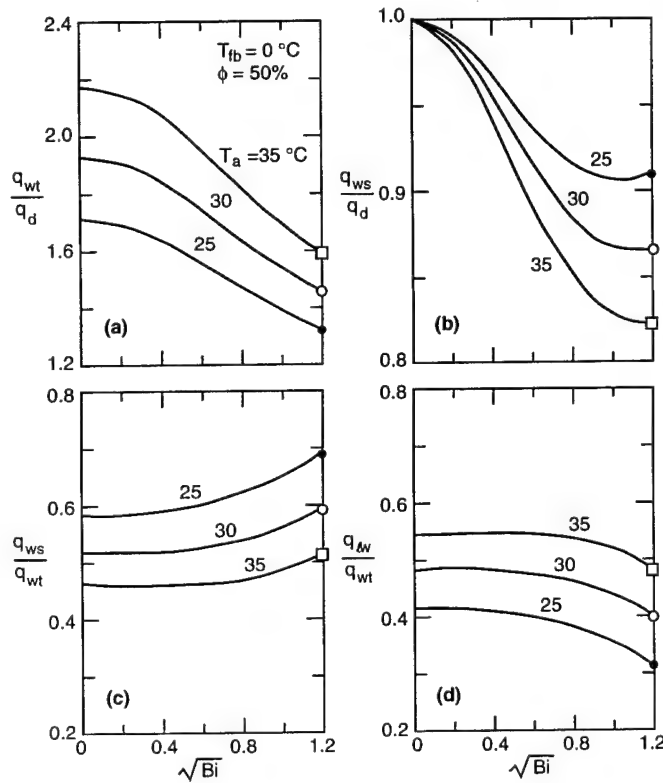 2.4
2.0
q_wt
q_d
1.6
1.2
T_fb = 0 °C
ϕ = 50%
T_a = 35 °C
30
25
(a)
1.0
q_ws
q_d
0.9
0.8
25
30
35
(b)
0.8
0.6
q_ws
q_wt
0.4
0.2
25
30
35
(c)
0 0.4 0.8 1.2
√Bi
0.8
0.6
q_ℓw
q_wt
0.4
0.2
35
30
25
(d)
0 0.4 0.8 1.2
√Bi